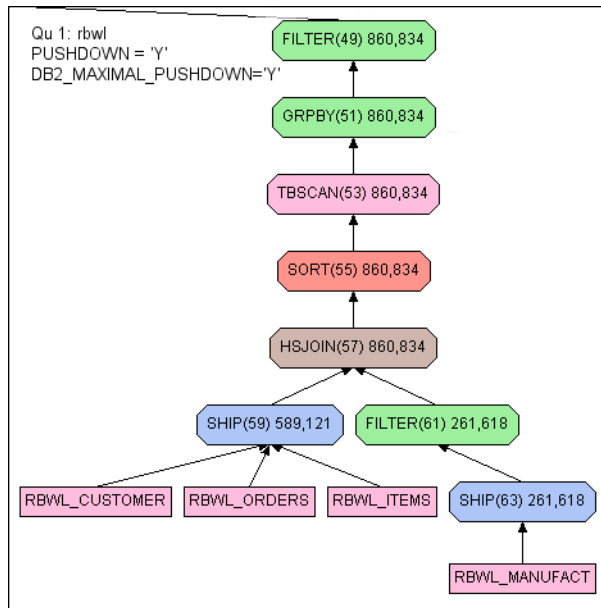 Qu 1: rbwl
PUSHDOWN = 'Y'
DB2_MAXIMAL_PUSHDOWN='Y'
FILTER(49) 860,834
GRPBY(51) 860,834
TBSCAN(53) 860,834
SORT(55) 860,834
HSJOIN(57) 860,834
SHIP(59) 589,121
FILTER(61) 261,618
RBWL_CUSTOMER
RBWL_ORDERS
RBWL_ITEMS
SHIP(63) 261,618
RBWL_MANUFACT